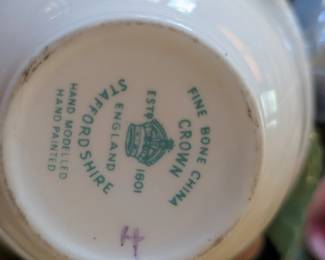 FINE BONE CHINA
CROWN
ESTD 1801
ENGLAND
STAFFORDSHIRE
HAND MODELLED
HAND PAINTED
H